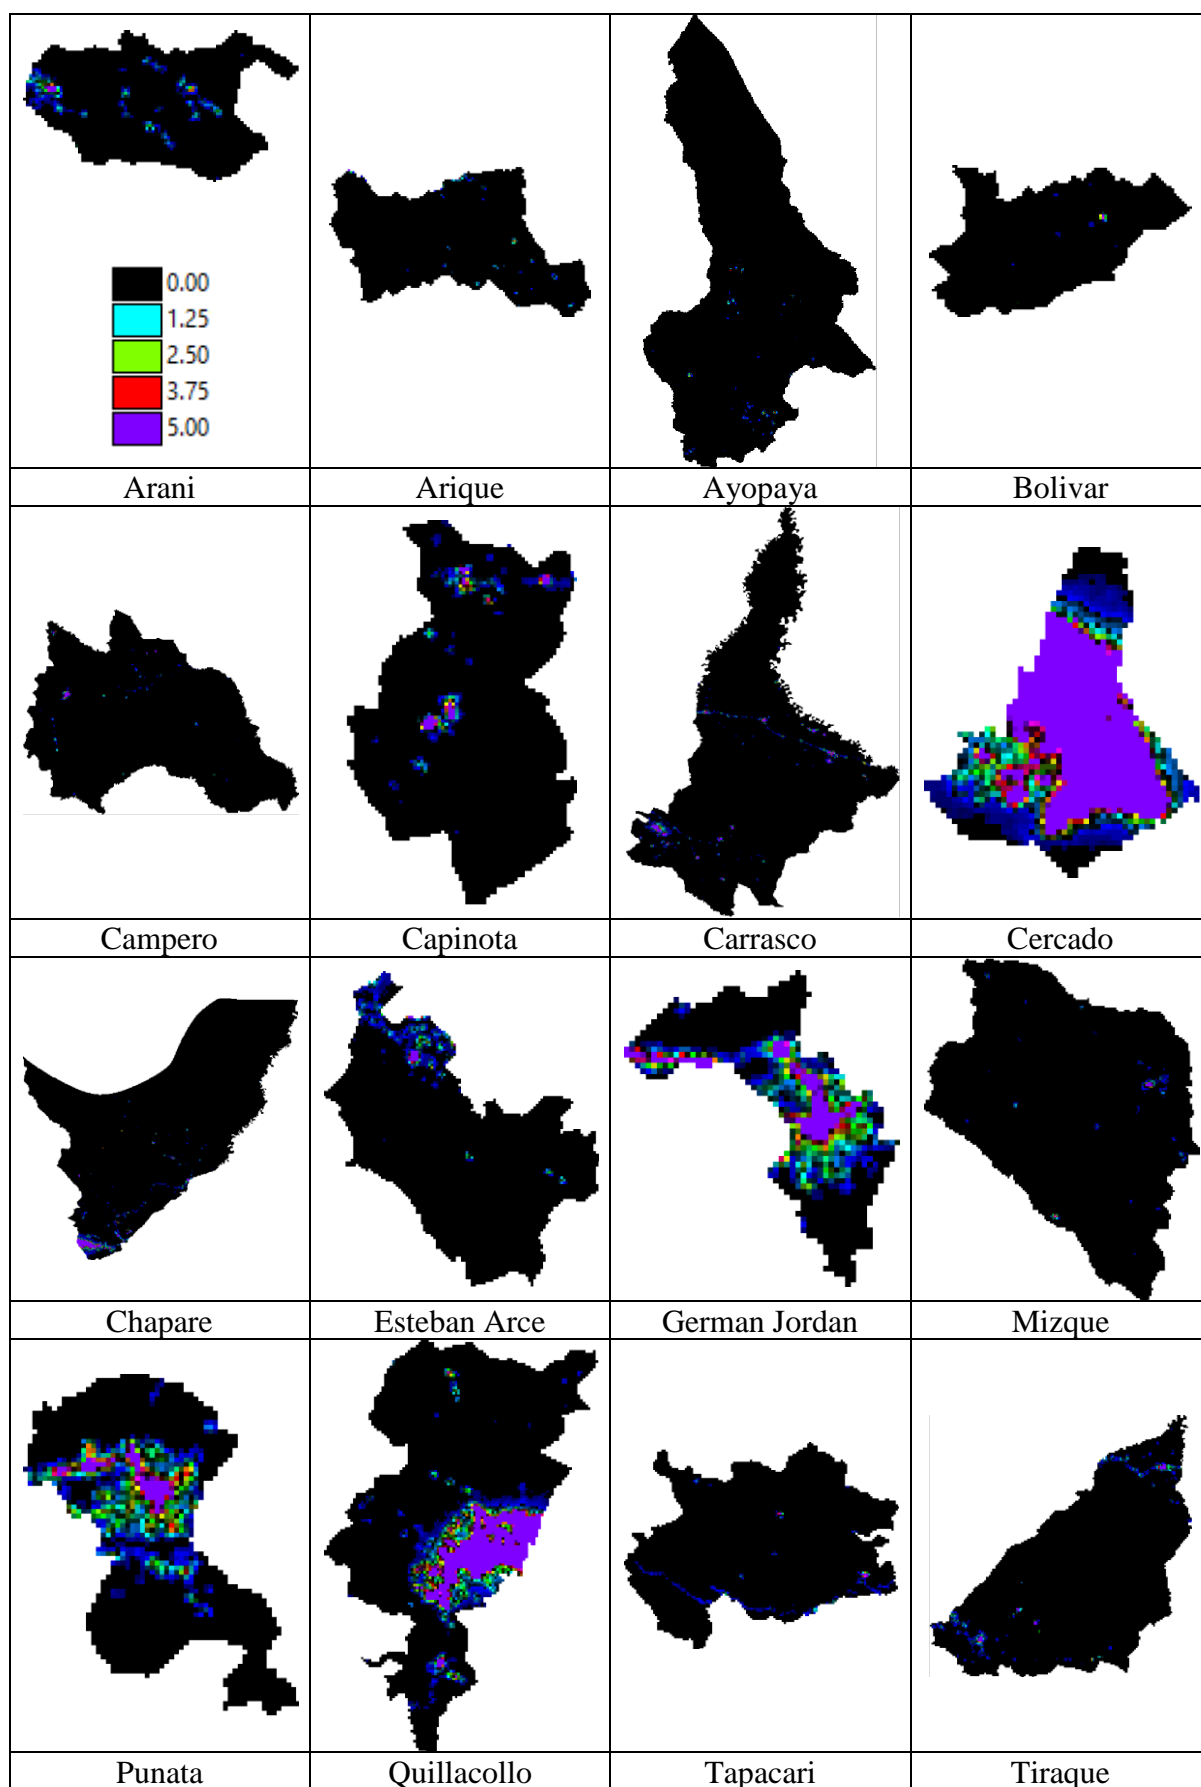 0.00
1.25
2.50
3.75
5.00
Arani Arique Ayopaya Bolivar
Campero Capinota Carrasco Cercado
Chapare Esteban Arce German Jordan Mizque
Punata Quillacollo Tapacari Tiraque